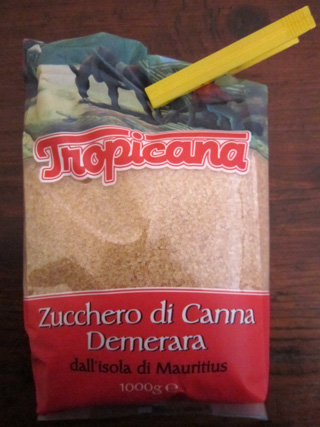 Tropicana
Zucchero di Canna
Demerara
dall'isola di Mauritius
1000g ℮